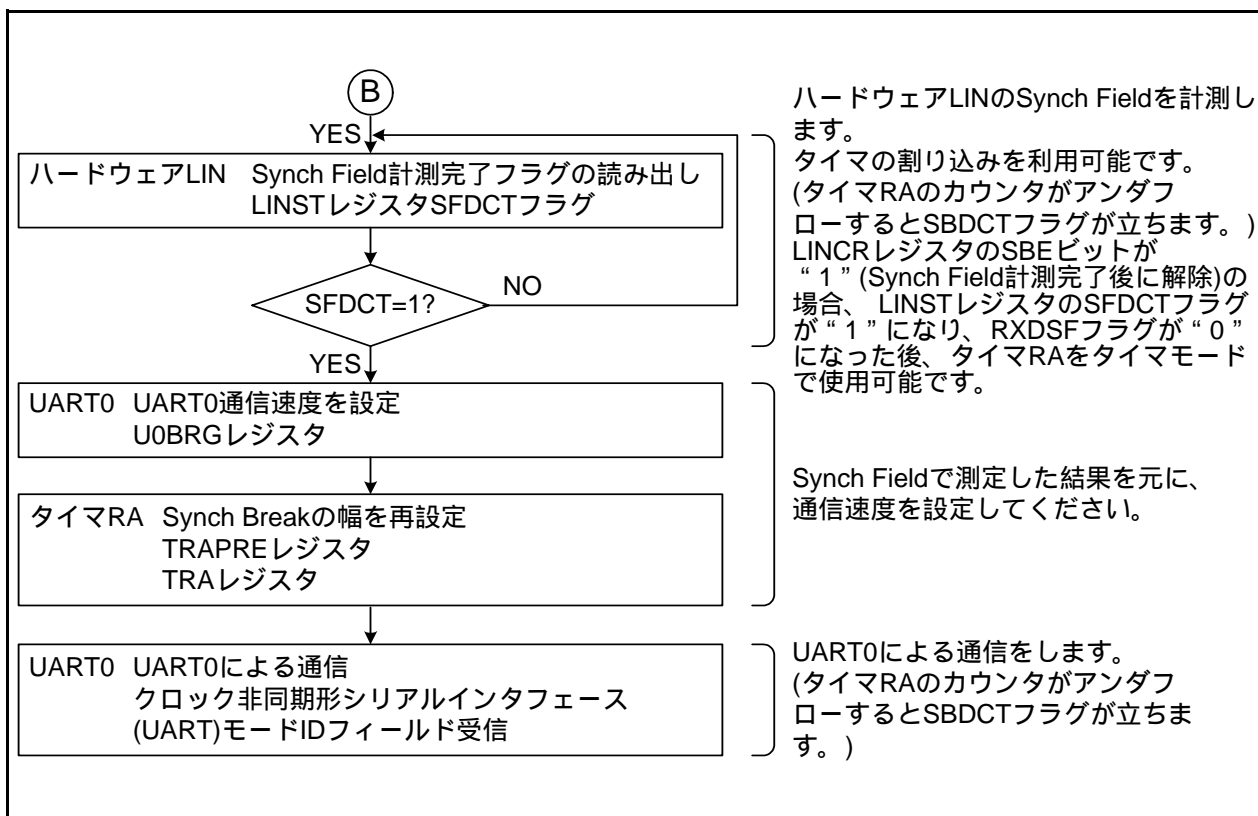 B
YES
ハードウェアLIN Synch Field計測完了フラグの読み出し
LINSTレジスタSFDCTフラグ
SFDCT=1?
NO
YES
UART0 UART0通信速度を設定
U0BRGレジスタ
タイマRA Synch Breakの幅を再設定
TRAPREレジスタ
TRAレジスタ
UART0 UART0による通信
クロック非同期形シリアルインタフェース
(UART)モードIDフィールド受信
ハードウェアLINのSynch Fieldを計測し
ます。
タイマの割り込みを利用可能です。
(タイマRAのカウンタがアンダフ
ローするとSBDCTフラグが立ちます。)
LINCRレジスタのSBEビットが
“1”(Synch Field計測完了後に解除)の
場合、LINSTレジスタのSFDCTフラグ
が“1”になり、RXDSFフラグが“0”
になった後、タイマRAをタイマモード
で使用可能です。
Synch Fieldで測定した結果を元に、
通信速度を設定してください。
UART0による通信をします。
(タイマRAのカウンタがアンダフ
ローするとSBDCTフラグが立ちま
す。)